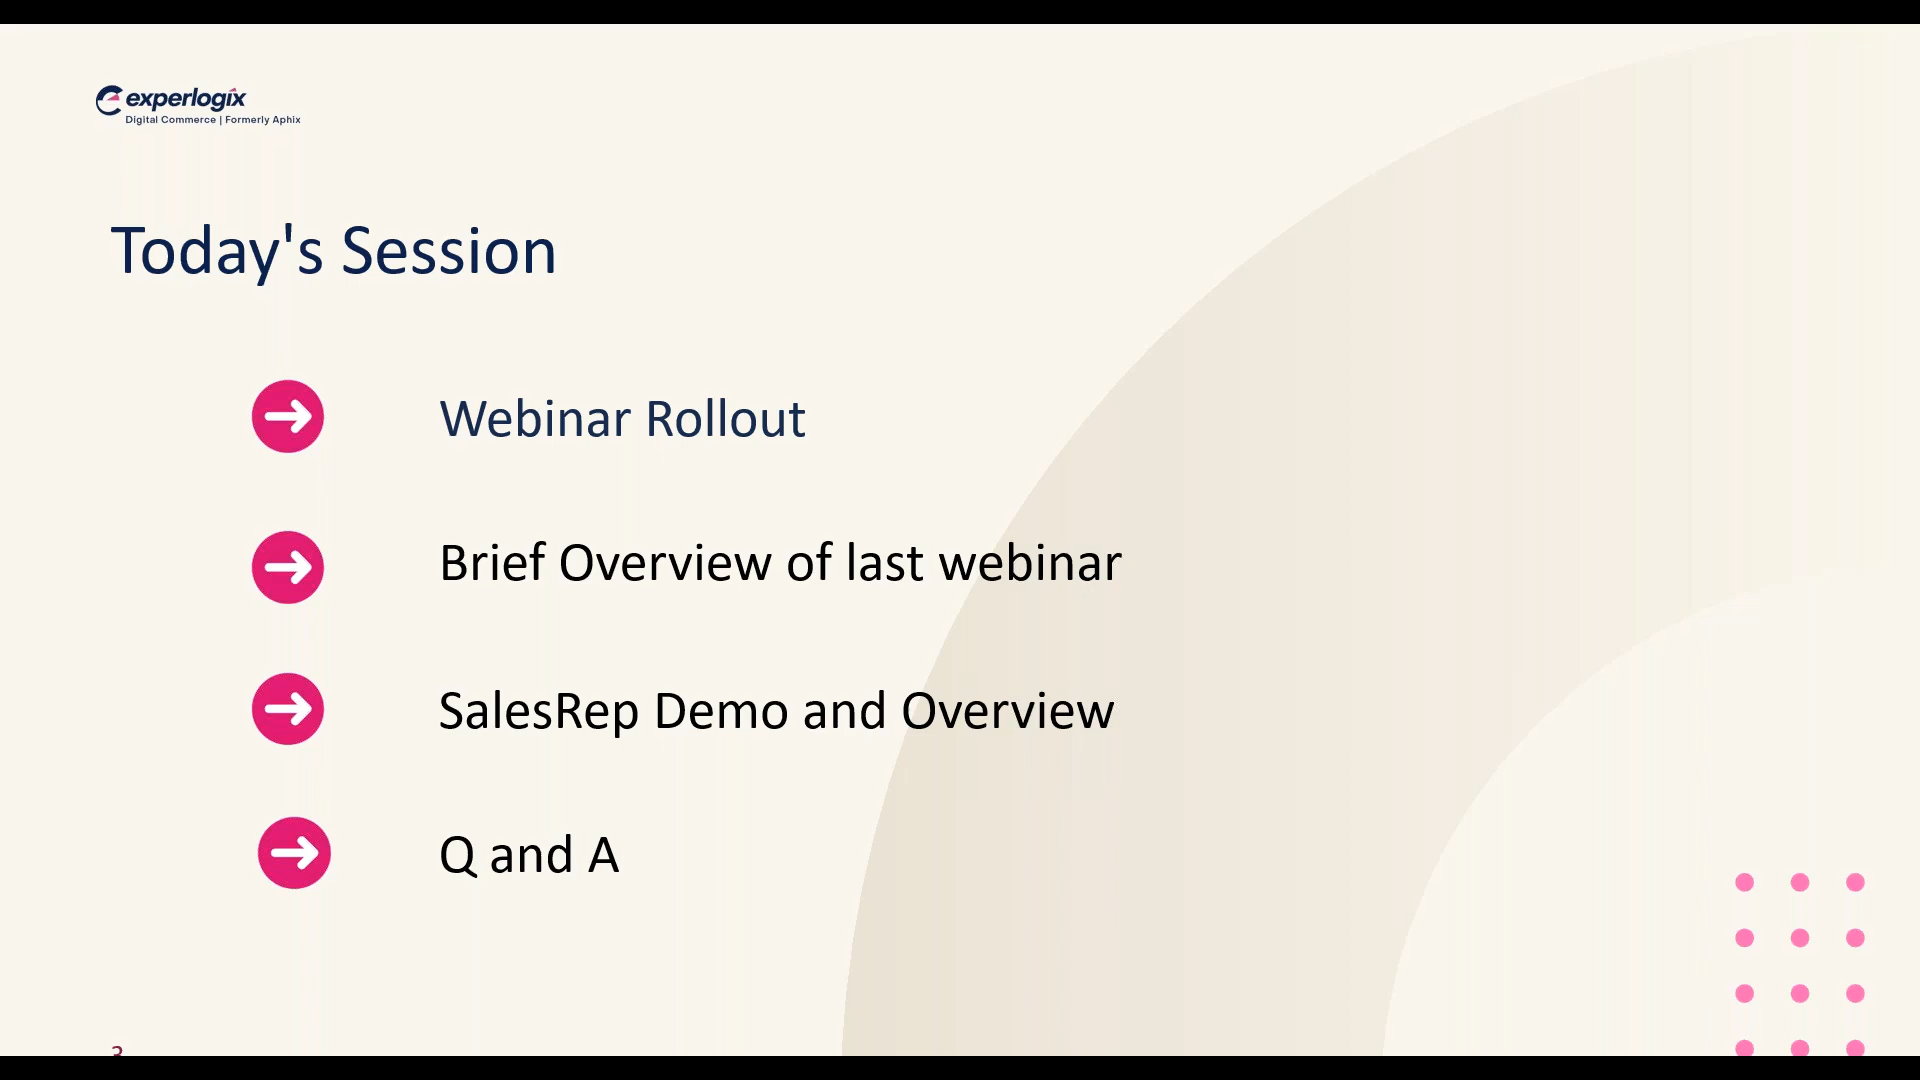 experlogix
Digital Commerce | Formerly Aphix
Today's Session
Webinar Rollout
Brief Overview of last webinar
SalesRep Demo and Overview
Q and A